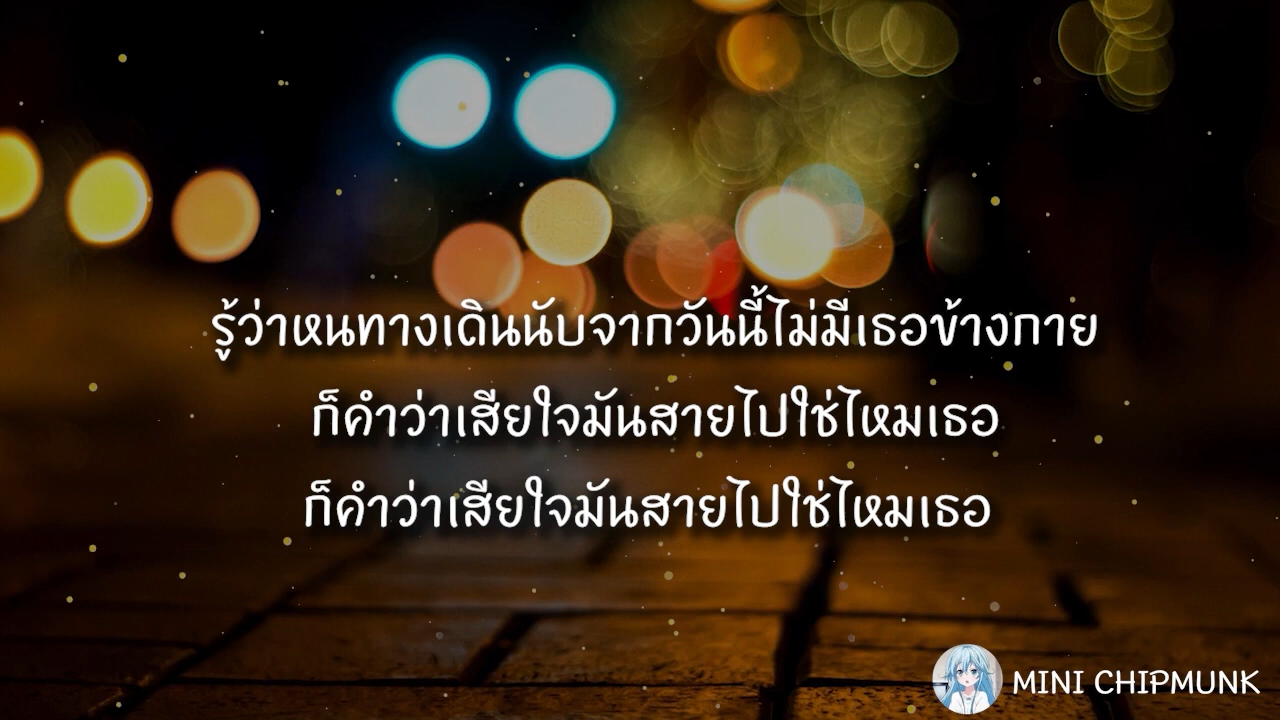 รู้ว่าหนทางเดินนับจากวันนี้ไม่มีเธอข้างกาย
ก็คำว่าเสียใจมันสายไปใช่ไหมเธอ
ก็คำว่าเสียใจมันสายไปใช่ไหมเธอ
MINI CHIPMUNK